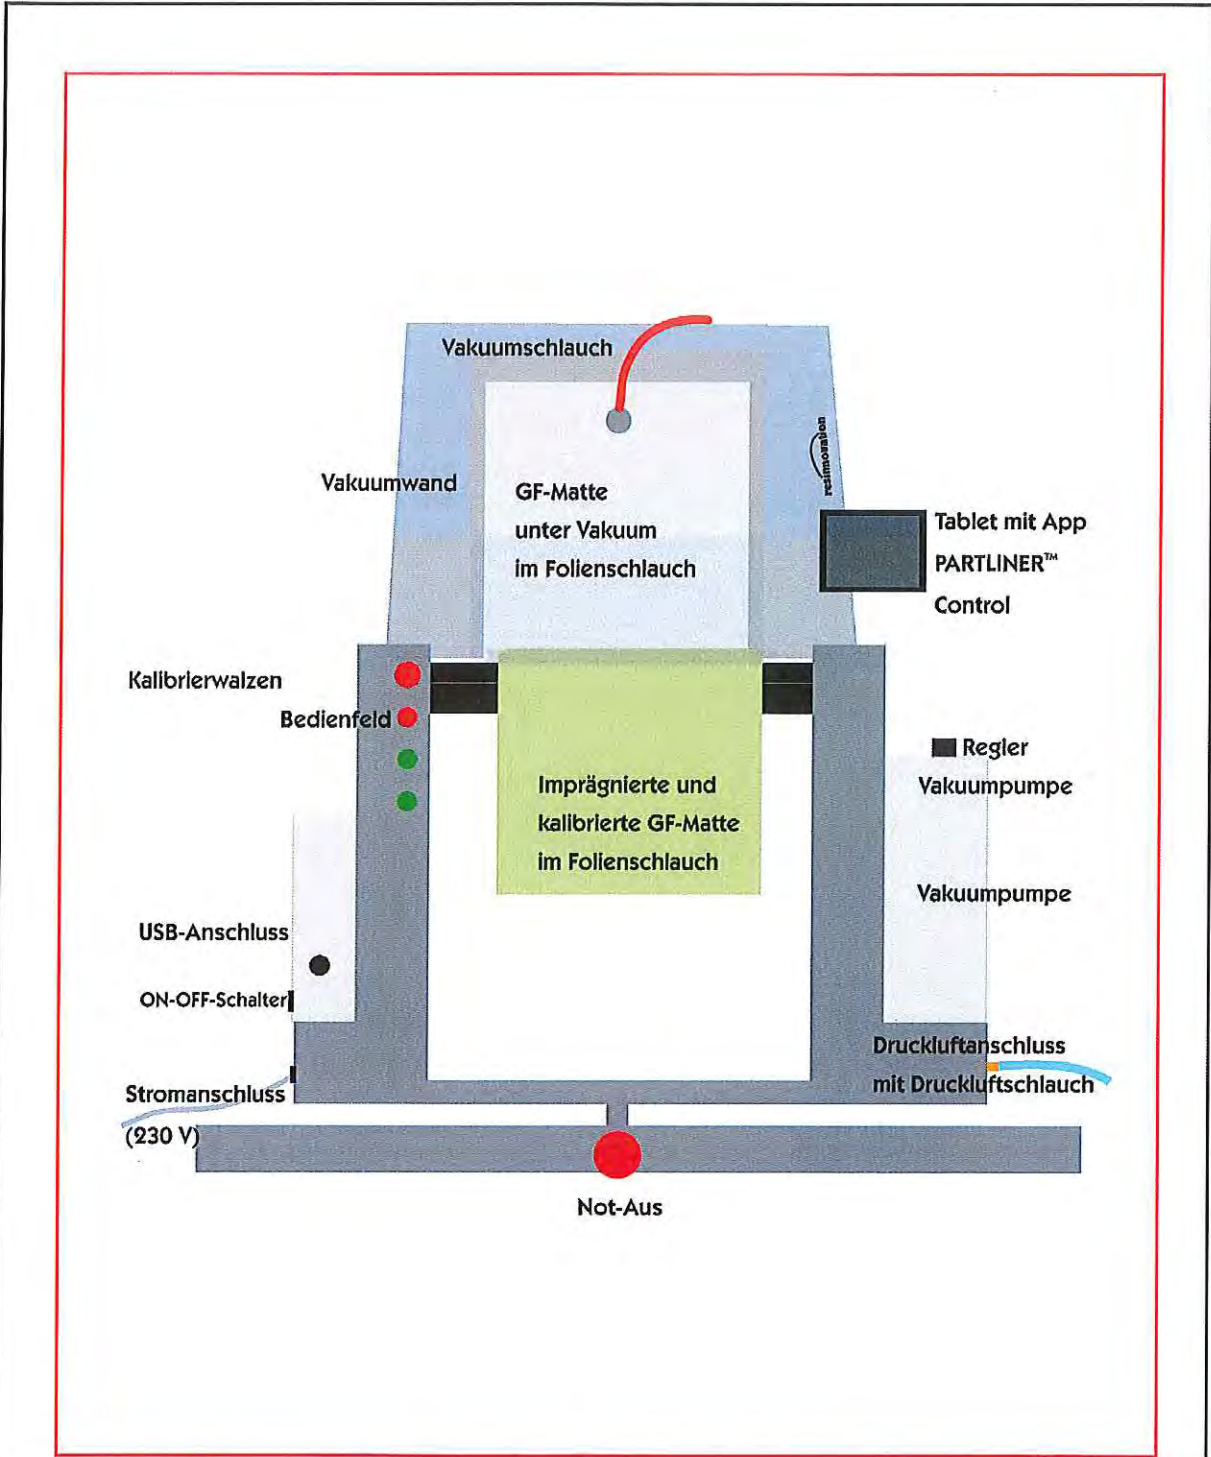 Vakuumschlauch
Vakuumwand
GF-Matte
unter Vakuum
im Folienschlauch
resinnovation
Tablet mit App
PARTLINER™
Control
Kalibrierwalzen
Bedienfeld
Regler
Vakuumpumpe
Imprägnierte und
kalibrierte GF-Matte
im Folienschlauch
Vakuumpumpe
USB-Anschluss
ON-OFF-Schalter
Druckluftanschluss
mit Druckluftschlauch
Stromanschluss
(230 V)
Not-Aus